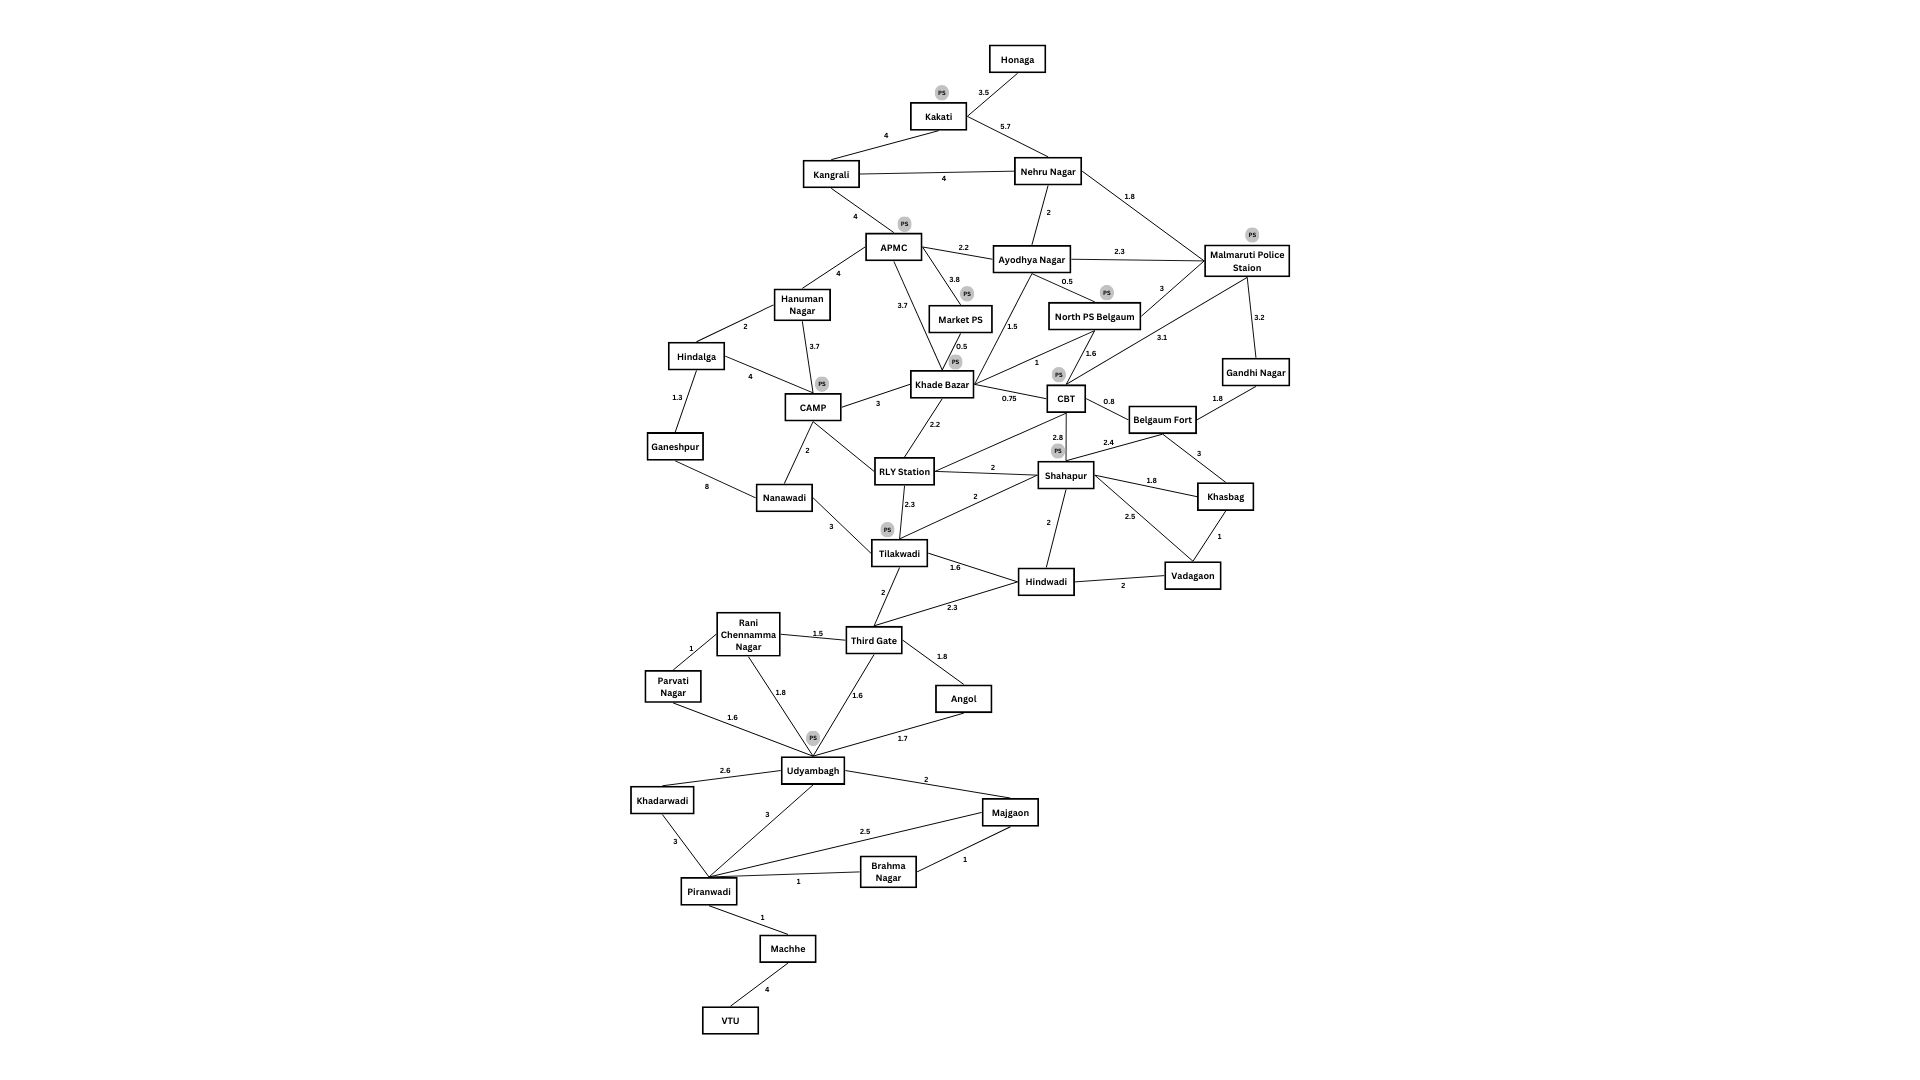 Honaga
PS
3.5
Kakati
5.7
4
Kangrali
4
Nehru Nagar
1.8
4
PS
2
PS
APMC
2.2
Ayodhya Nagar
2.3
Malmaruti Police
Staion
4
3.8
0.5
3
PS
PS
Hanuman
Nagar
3.7
Market PS
North PS Belgaum
3.2
2
1.5
3.1
3.7
0.5
1
1.6
Hindalga
PS
PS
Gandhi Nagar
4
PS
Khade Bazar
1.3
3
0.75
CBT
0.8
1.8
CAMP
Belgaum Fort
2.2
2.8
2.4
Ganeshpur
2
PS
3
RLY Station
2
Shahapur
1.8
8
Nanawadi
2
Khasbag
2.3
2.5
3
PS
2
1
Tilakwadi
1.6
Hindwadi
2
Vadagaon
2
2.3
Rani
Chennamma
Nagar
1.5
Third Gate
1
1.8
Parvati
Nagar
1.8
1.6
Angol
1.6
PS
1.7
2.6
Udyambagh
2
Khadarwadi
3
Majgaon
3
2.5
1
Brahma
Nagar
1
Piranwadi
1
Machhe
4
VTU